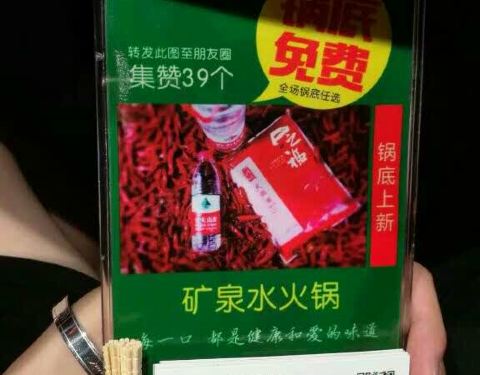 锅底
免费
全场锅底任选
转发此图至朋友圈
集赞39个
锅底上新
矿泉水火锅
每一口 都是健康和爱的味道